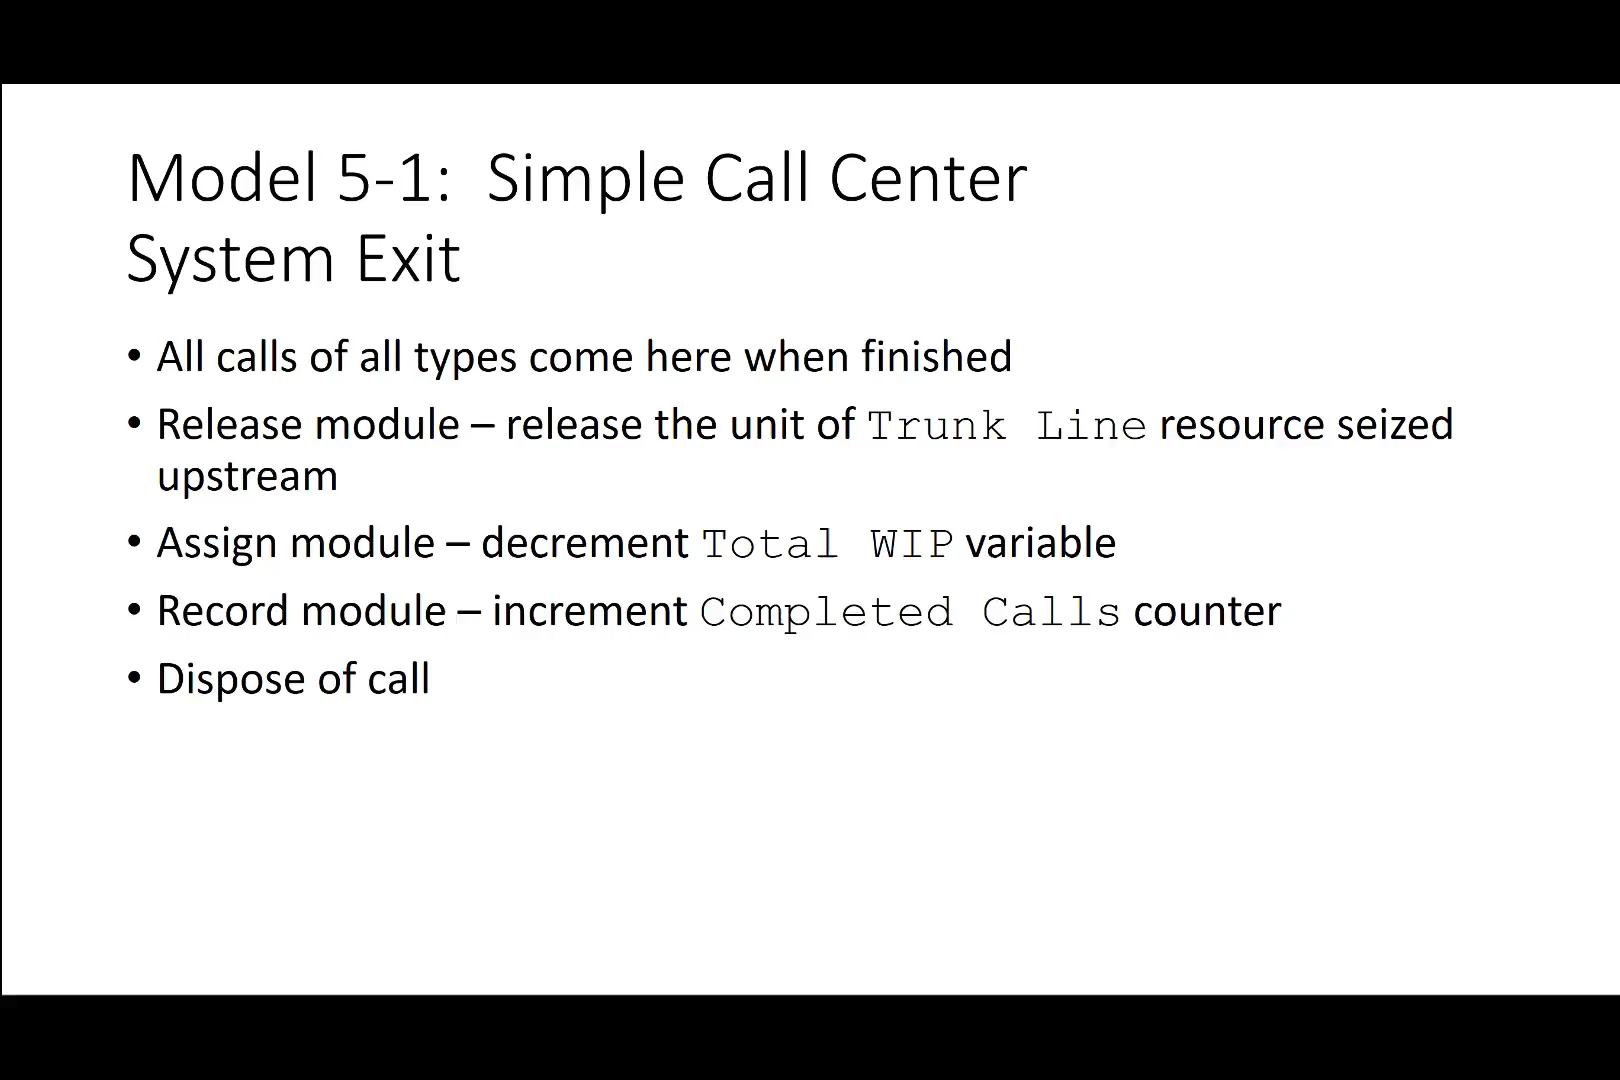 Model 5-1:  Simple Call Center
System Exit
• All calls of all types come here when finished
• Release module – release the unit of Trunk Line resource seized
upstream
• Assign module – decrement Total WIP variable
• Record module – increment Completed Calls counter
• Dispose of call